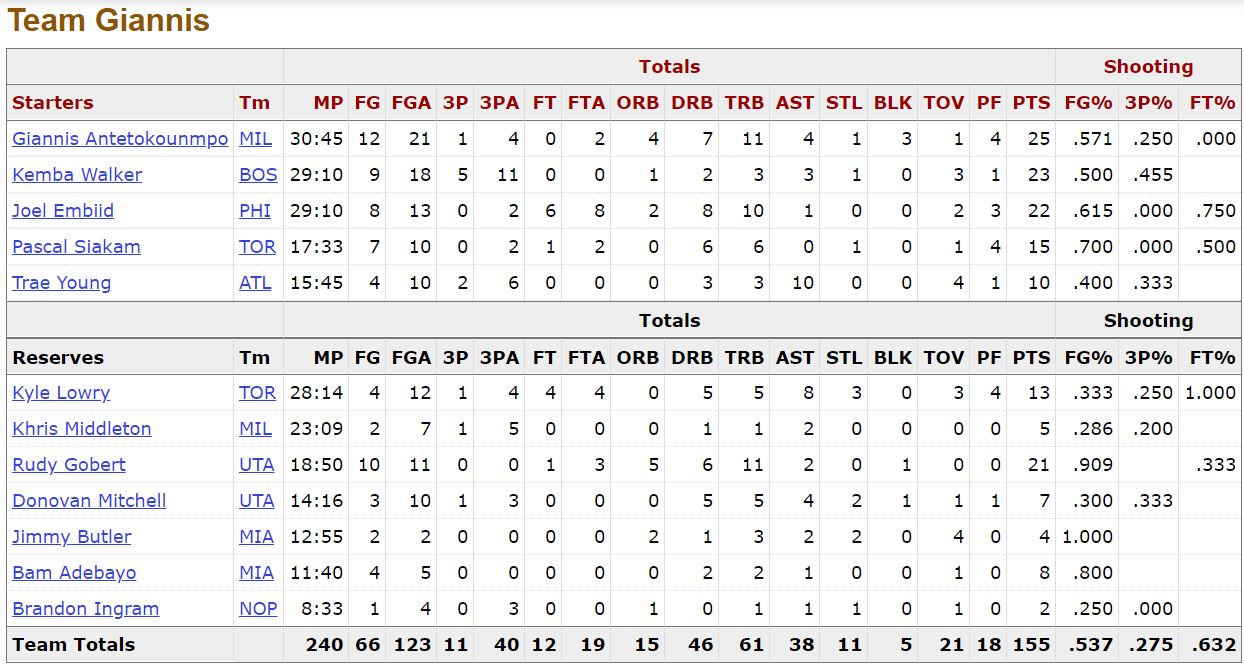 Team Giannis
Totals Shooting
Starters Tm MP FG FGA 3P 3PA FT FTA ORB DRB TRB AST STL BLK TOV PF PTS FG% 3P% FT%
Giannis Antetokounmpo MIL 30:45 12 21 1 4 0 2 4 7 11 4 1 3 1 4 25 .571 .250 .000
Kemba Walker BOS 29:10 9 18 5 11 0 0 1 2 3 3 1 0 3 1 23 .500 .455
Joel Embiid PHI 29:10 8 13 0 2 6 8 2 8 10 1 0 0 2 3 22 .615 .000 .750
Pascal Siakam TOR 17:33 7 10 0 2 1 2 0 6 6 0 1 0 1 4 15 .700 .000 .500
Trae Young ATL 15:45 4 10 2 6 0 0 0 3 3 10 0 0 4 1 10 .400 .333
Totals Shooting
Reserves Tm MP FG FGA 3P 3PA FT FTA ORB DRB TRB AST STL BLK TOV PF PTS FG% 3P% FT%
Kyle Lowry TOR 28:14 4 12 1 4 4 4 0 5 5 8 3 0 3 4 13 .333 .250 1.000
Khris Middleton MIL 23:09 2 7 1 5 0 0 0 1 1 2 0 0 0 0 5 .286 .200
Rudy Gobert UTA 18:50 10 11 0 0 1 3 5 6 11 2 0 1 0 0 21 .909 .333
Donovan Mitchell UTA 14:16 3 10 1 3 0 0 0 5 5 4 2 1 1 1 7 .300 .333
Jimmy Butler MIA 12:55 2 2 0 0 0 0 2 1 3 2 2 0 4 0 4 1.000
Bam Adebayo MIA 11:40 4 5 0 0 0 0 0 2 2 1 0 0 1 0 8 .800
Brandon Ingram NOP 8:33 1 4 0 3 0 0 1 0 1 1 1 0 1 0 2 .250 .000
Team Totals 240 66 123 11 40 12 19 15 46 61 38 11 5 21 18 155 .537 .275 .632